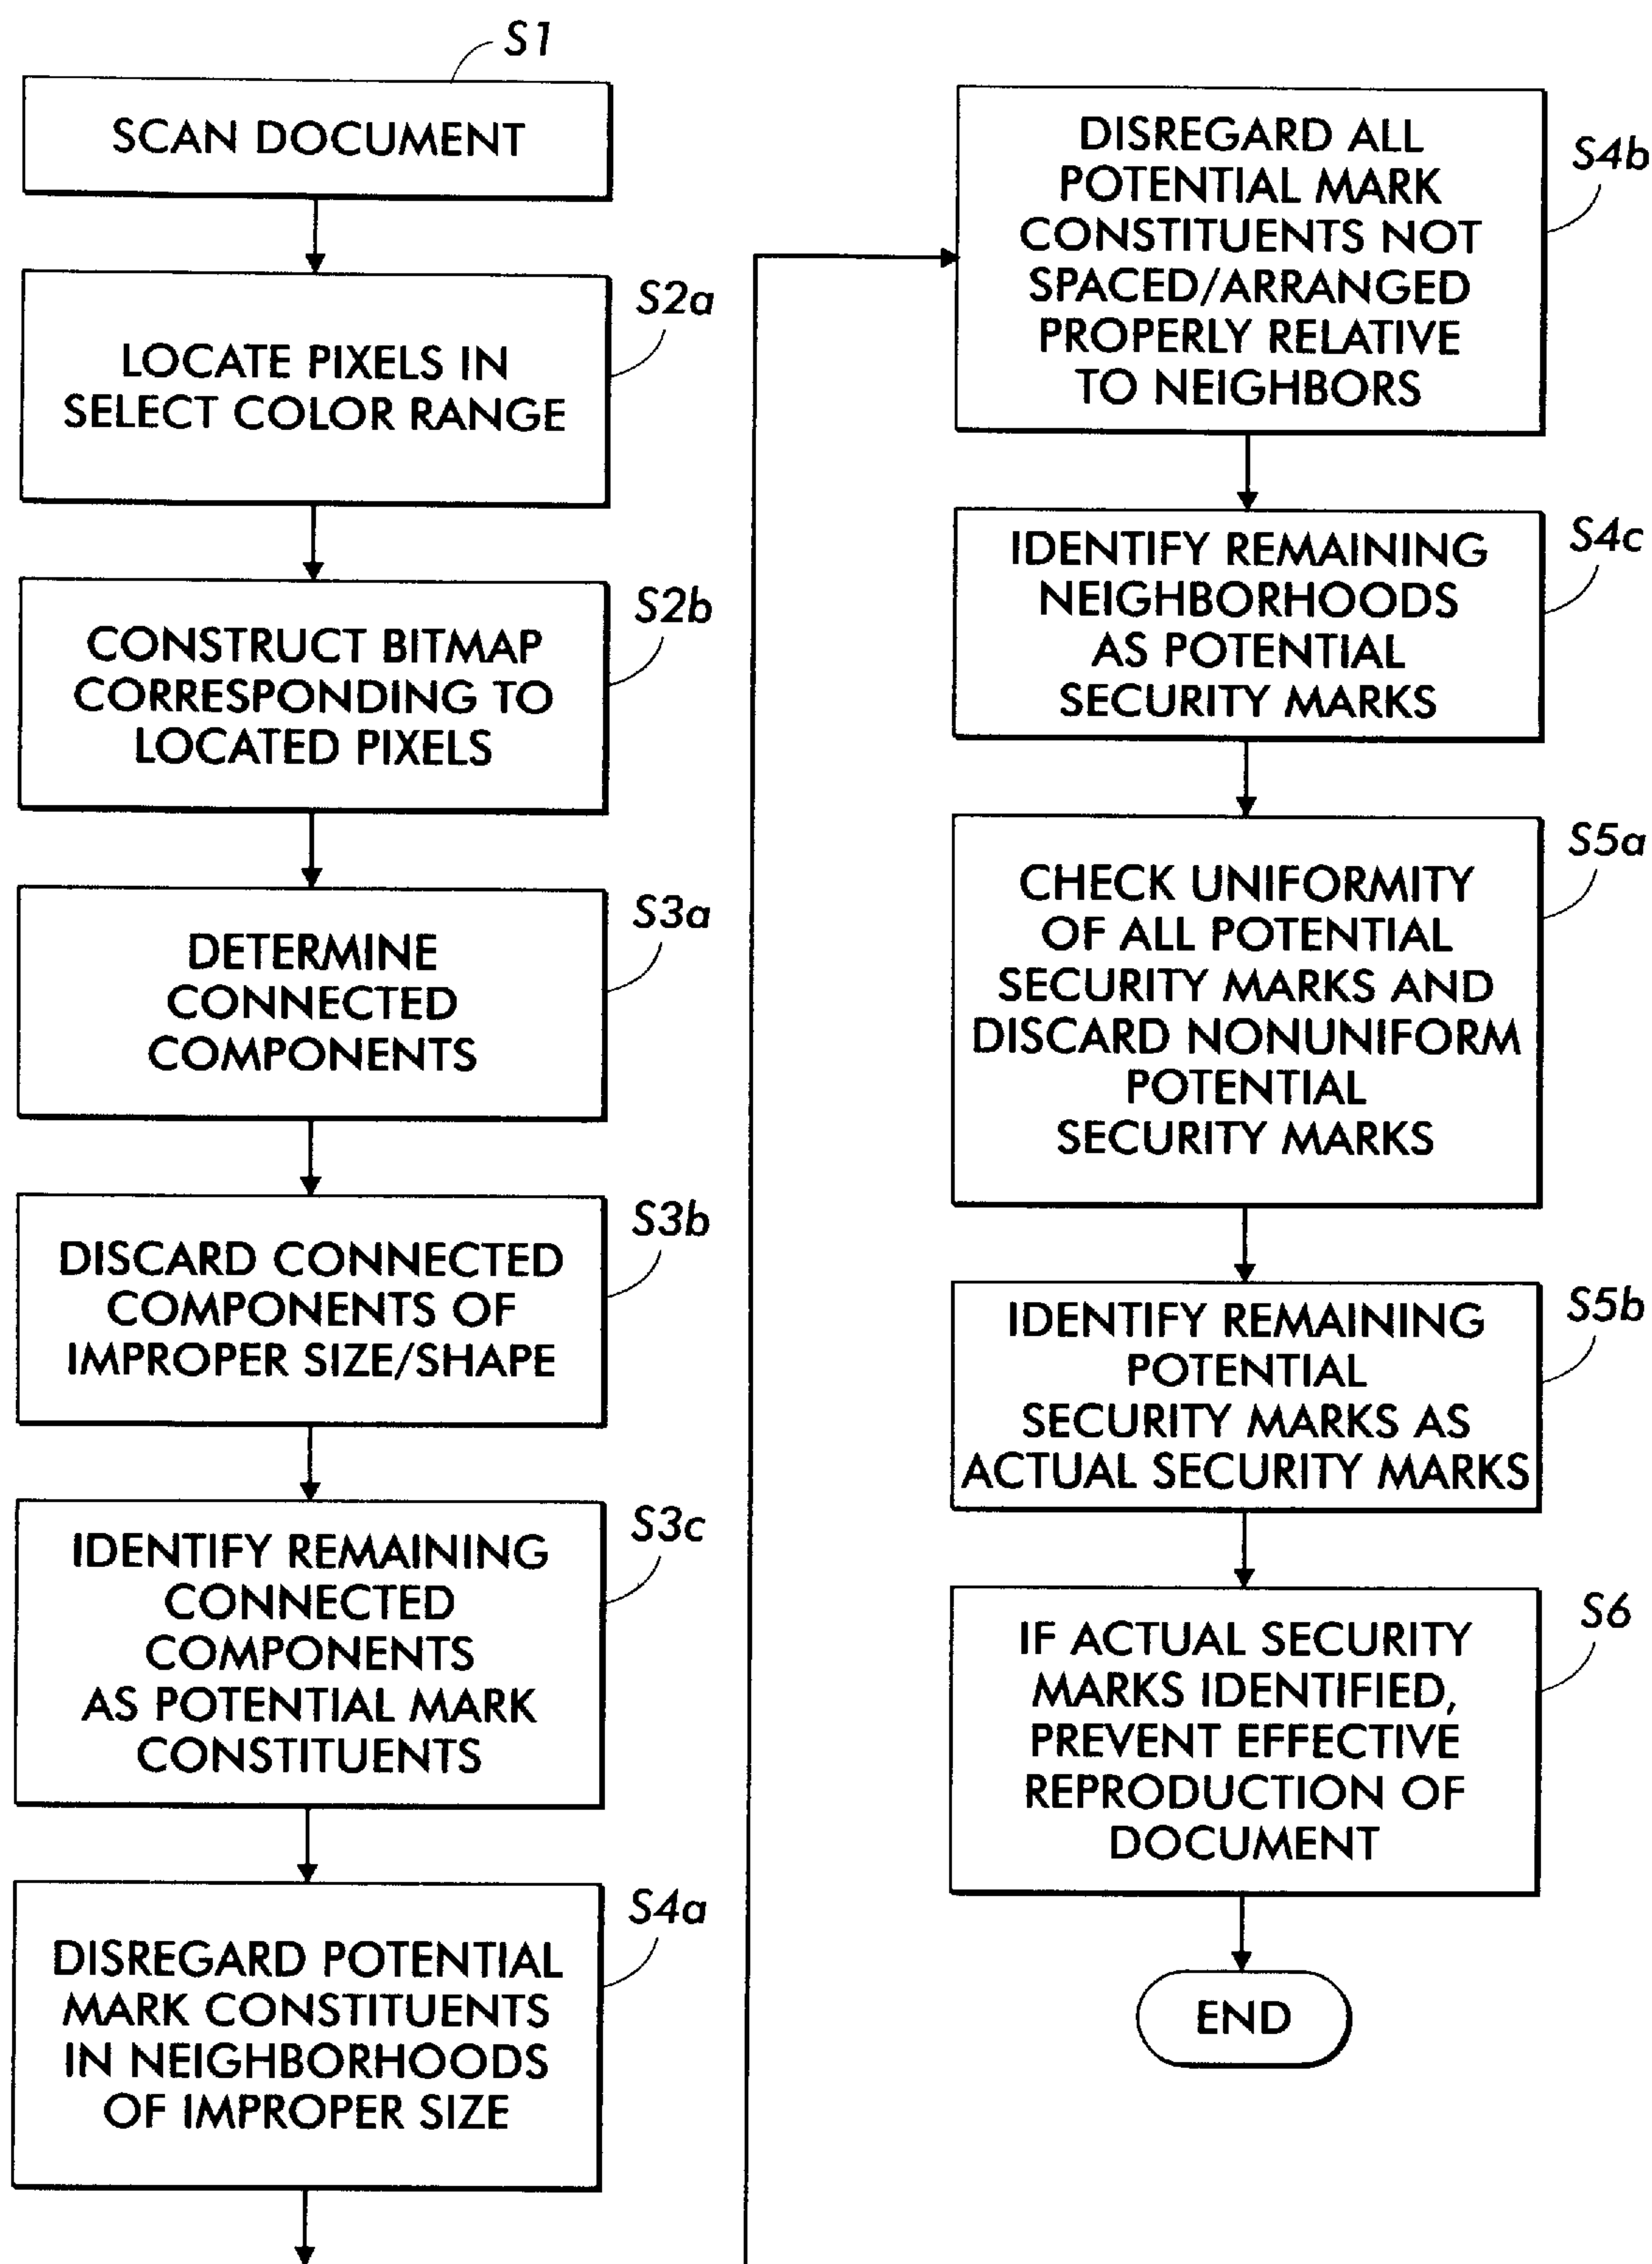 S1
SCAN DOCUMENT
S2a
LOCATE PIXELS IN
SELECT COLOR RANGE
S2b
CONSTRUCT BITMAP
CORRESPONDING TO
LOCATED PIXELS
S3a
DETERMINE
CONNECTED
COMPONENTS
S3b
DISCARD CONNECTED
COMPONENTS OF
IMPROPER SIZE/SHAPE
S3c
IDENTIFY REMAINING
CONNECTED
COMPONENTS
AS POTENTIAL MARK
CONSTITUENTS
S4a
DISREGARD POTENTIAL
MARK CONSTITUENTS
IN NEIGHBORHOODS
OF IMPROPER SIZE
S4b
DISREGARD ALL
POTENTIAL MARK
CONSTITUENTS NOT
SPACED/ARRANGED
PROPERLY RELATIVE
TO NEIGHBORS
S4c
IDENTIFY REMAINING
NEIGHBORHOODS
AS POTENTIAL
SECURITY MARKS
S5a
CHECK UNIFORMITY
OF ALL POTENTIAL
SECURITY MARKS AND
DISCARD NONUNIFORM
POTENTIAL
SECURITY MARKS
S5b
IDENTIFY REMAINING
POTENTIAL
SECURITY MARKS AS
ACTUAL SECURITY MARKS
S6
IF ACTUAL SECURITY
MARKS IDENTIFIED,
PREVENT EFFECTIVE
REPRODUCTION OF
DOCUMENT
END